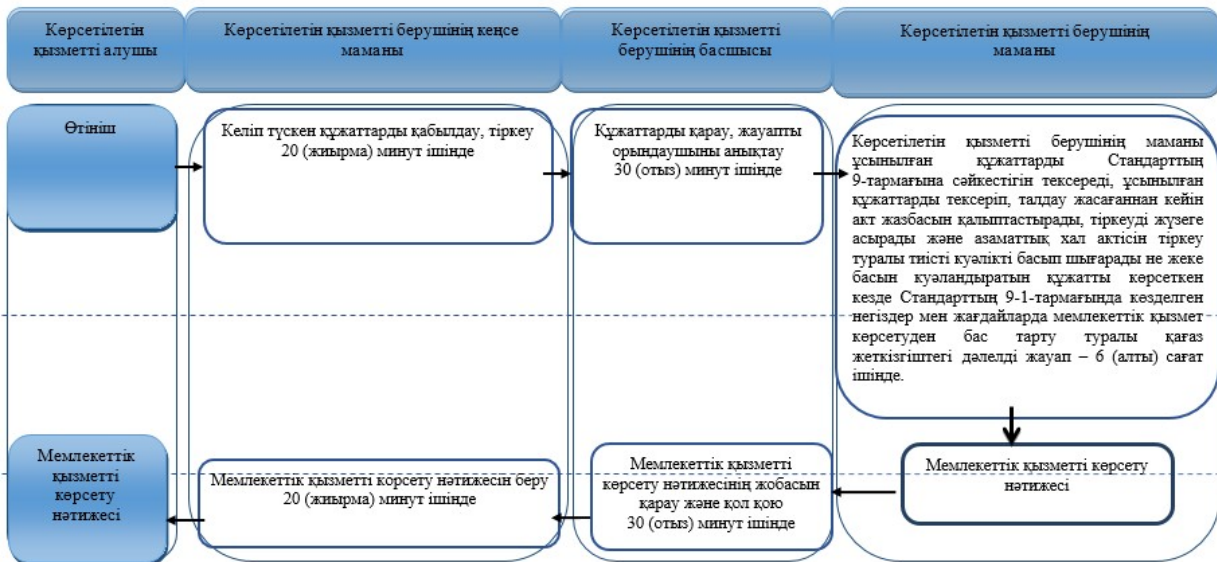 Көрсетілетін
қызметті алушы
Көрсетілетін қызметті берушінің кеңсе
маманы
Көрсетілетін қызметті
берушінің басшысы
Көрсетілетін қызметті берушінің
маманы
Өтініш
Келіп түскен құжаттарды қабылдау, тіркеу
20 (жиырма) минут ішінде
Құжаттарды қарау, жауапты
орындаушыны анықтау
30 (отыз) минут ішінде
Көрсетілетін қызметті берушінің маманы
ұсынылған құжаттарды Стандарттың
9-тармағына сәйкестігін тексереді, ұсынылған
құжаттарды тексеріп, талдау жасағаннан кейін
акт жазбасын қалыптастырады, тіркеуді жүзеге
асырады және азаматтық хал актісін тіркеу
туралы тиісті куәлікті басып шығарады не жеке
басын куәландыратын құжатты көрсеткен
кезде Стандарттың 9-1-тармағында көзделген
негіздер мен жағдайларда мемлекеттік қызмет
көрсетуден бас тарту туралы қағаз
жеткізгіштегі дәлелді жауап – 6 (алты) сағат
ішінде.
Мемлекеттік
қызметті
көрсету
нәтижесі
Мемлекеттік қызметті көрсету нәтижесін беру
20 (жиырма) минут ішінде
Мемлекеттік қызметті
көрсету нәтижесінің жобасын
қарау және қол қою
30 (отыз) минут ішінде
Мемлекеттік қызметті көрсету
нәтижесі